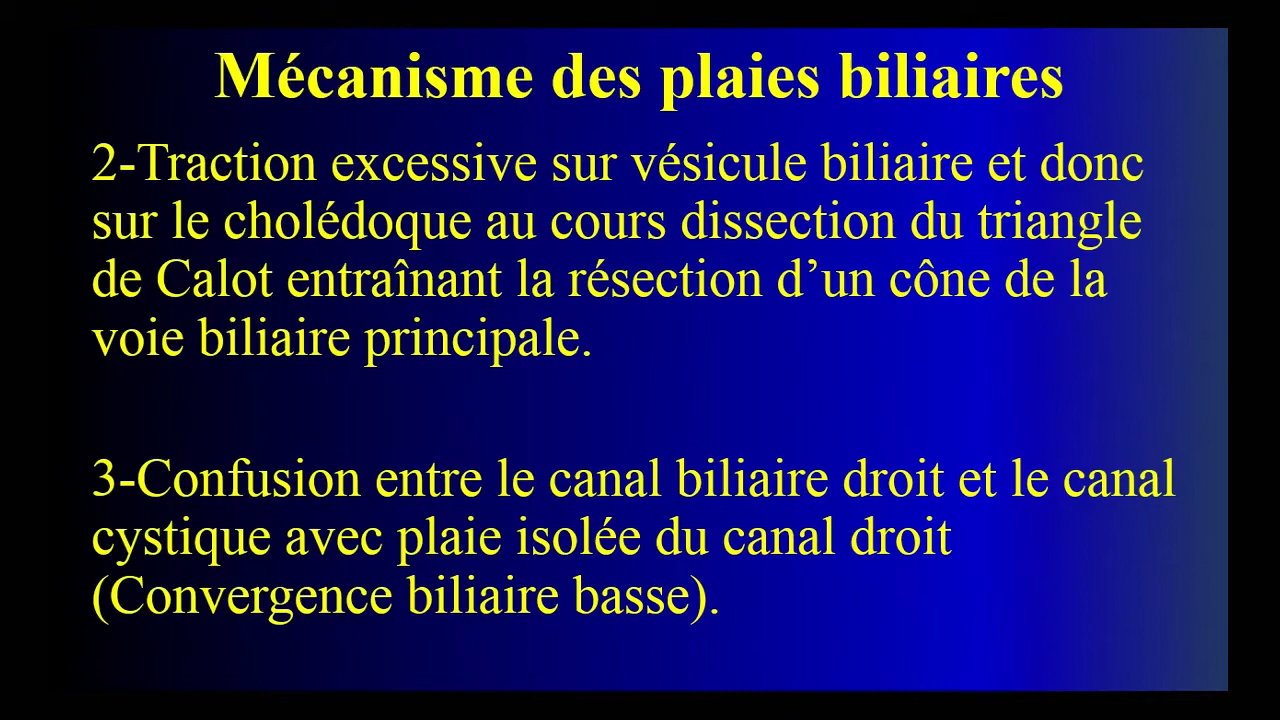 Mécanisme des plaies biliaires
2-Traction excessive sur vésicule biliaire et donc
sur le cholédoque au cours dissection du triangle
de Calot entraînant la résection d’un cône de la
voie biliaire principale.
3-Confusion entre le canal biliaire droit et le canal
cystique avec plaie isolée du canal droit
(Convergence biliaire basse).